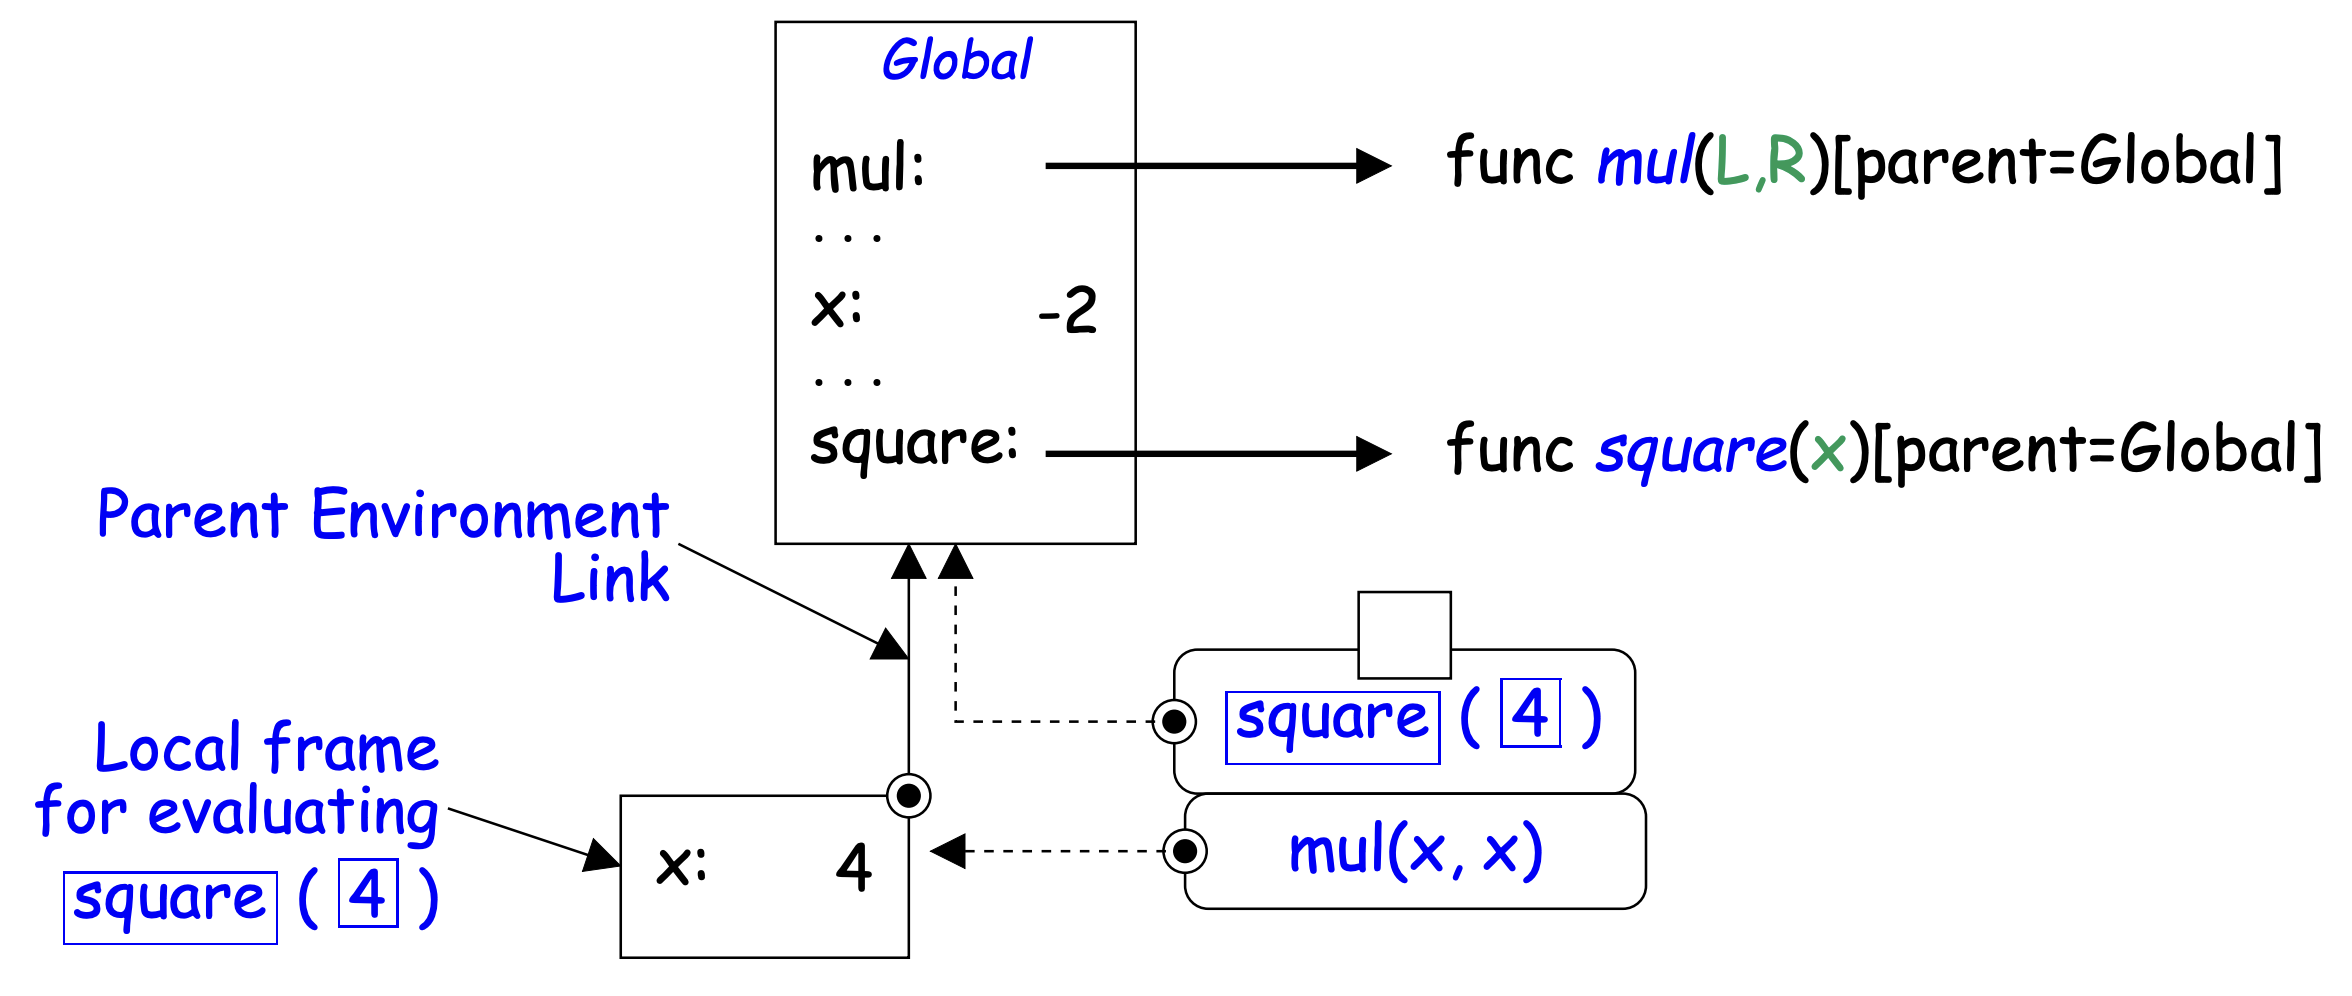 Global
mul:
func mul(L,R)[parent=Global]
. . .
x: -2
. . .
square:
func square(x)[parent=Global]
Parent Environment
Link
square ( 4 )
Local frame
for evaluating
square ( 4 )
x: 4
mul(x, x)